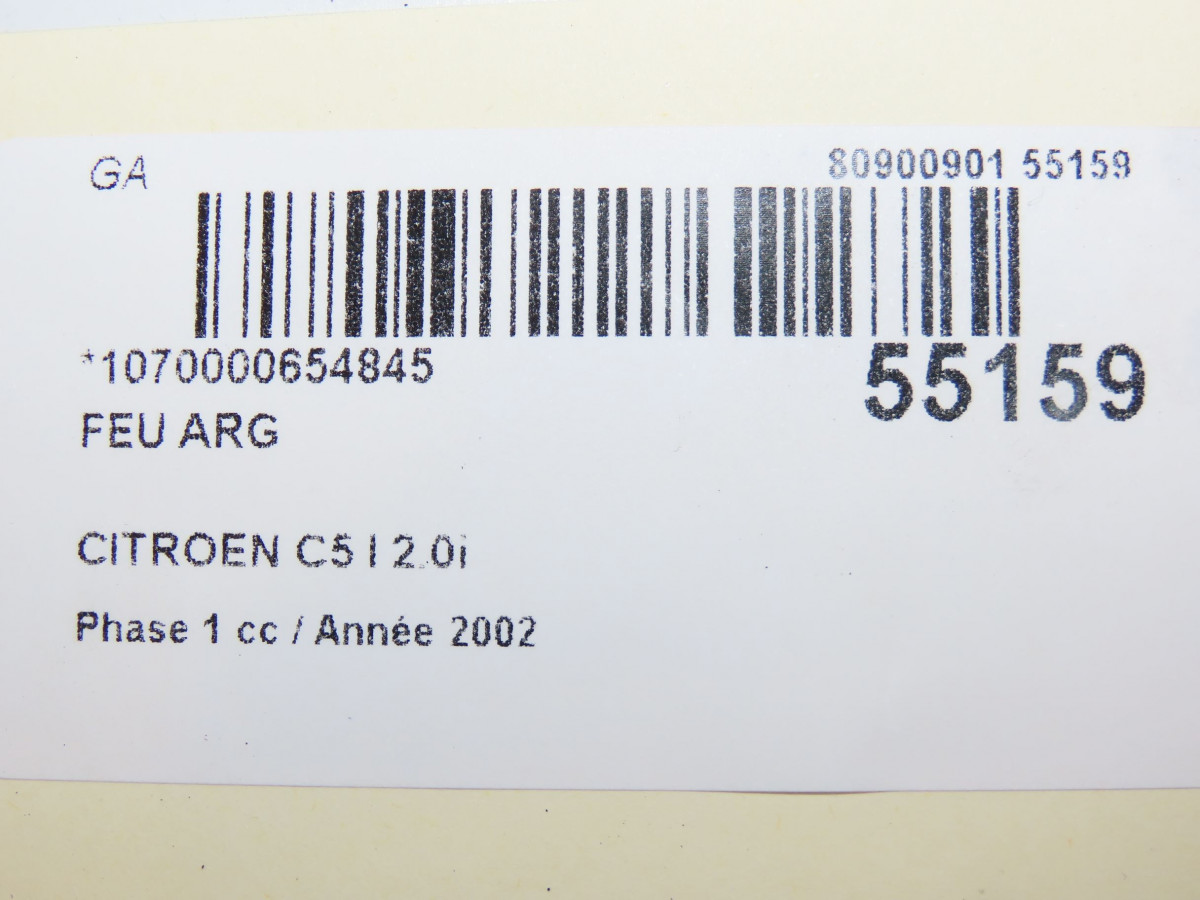 GA
80900901 55159
*1070000654845
55159
FEU ARG
CITROEN C5 I 2.0i
Phase 1 cc / Année 2002